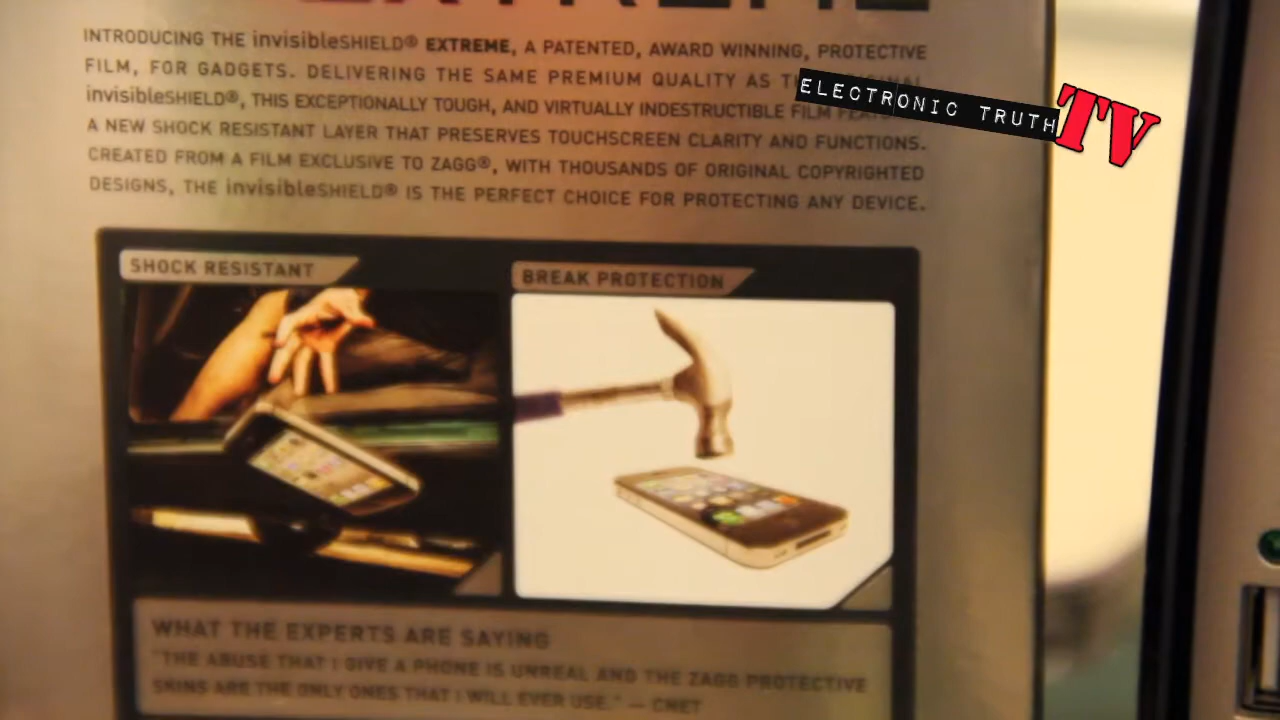 EXTREME
INTRODUCING THE invisibleSHIELD® EXTREME, A PATENTED, AWARD WINNING, PROTECTIVE
FILM, FOR GADGETS. DELIVERING THE SAME PREMIUM QUALITY AS THE ORIGINAL
invisibleSHIELD®, THIS EXCEPTIONALLY TOUGH, AND VIRTUALLY INDESTRUCTIBLE FILM
A NEW SHOCK RESISTANT LAYER THAT PRESERVES TOUCHSCREEN CLARITY AND FUNCTIONS.
CREATED FROM A FILM EXCLUSIVE TO ZAGG®, WITH THOUSANDS OF ORIGINAL COPYRIGHTED
DESIGNS, THE invisibleSHIELD® IS THE PERFECT CHOICE FOR PROTECTING ANY DEVICE.
ELECTRONIC TRUTH TV
SHOCK RESISTANT
BREAK PROTECTION
WHAT THE EXPERTS ARE SAYING
"THE ABUSE THAT I GIVE A PHONE IS UNREAL AND THE ZAGG PROTECTIVE
SKINS ARE THE ONLY ONES THAT I WILL EVER USE." — CNET